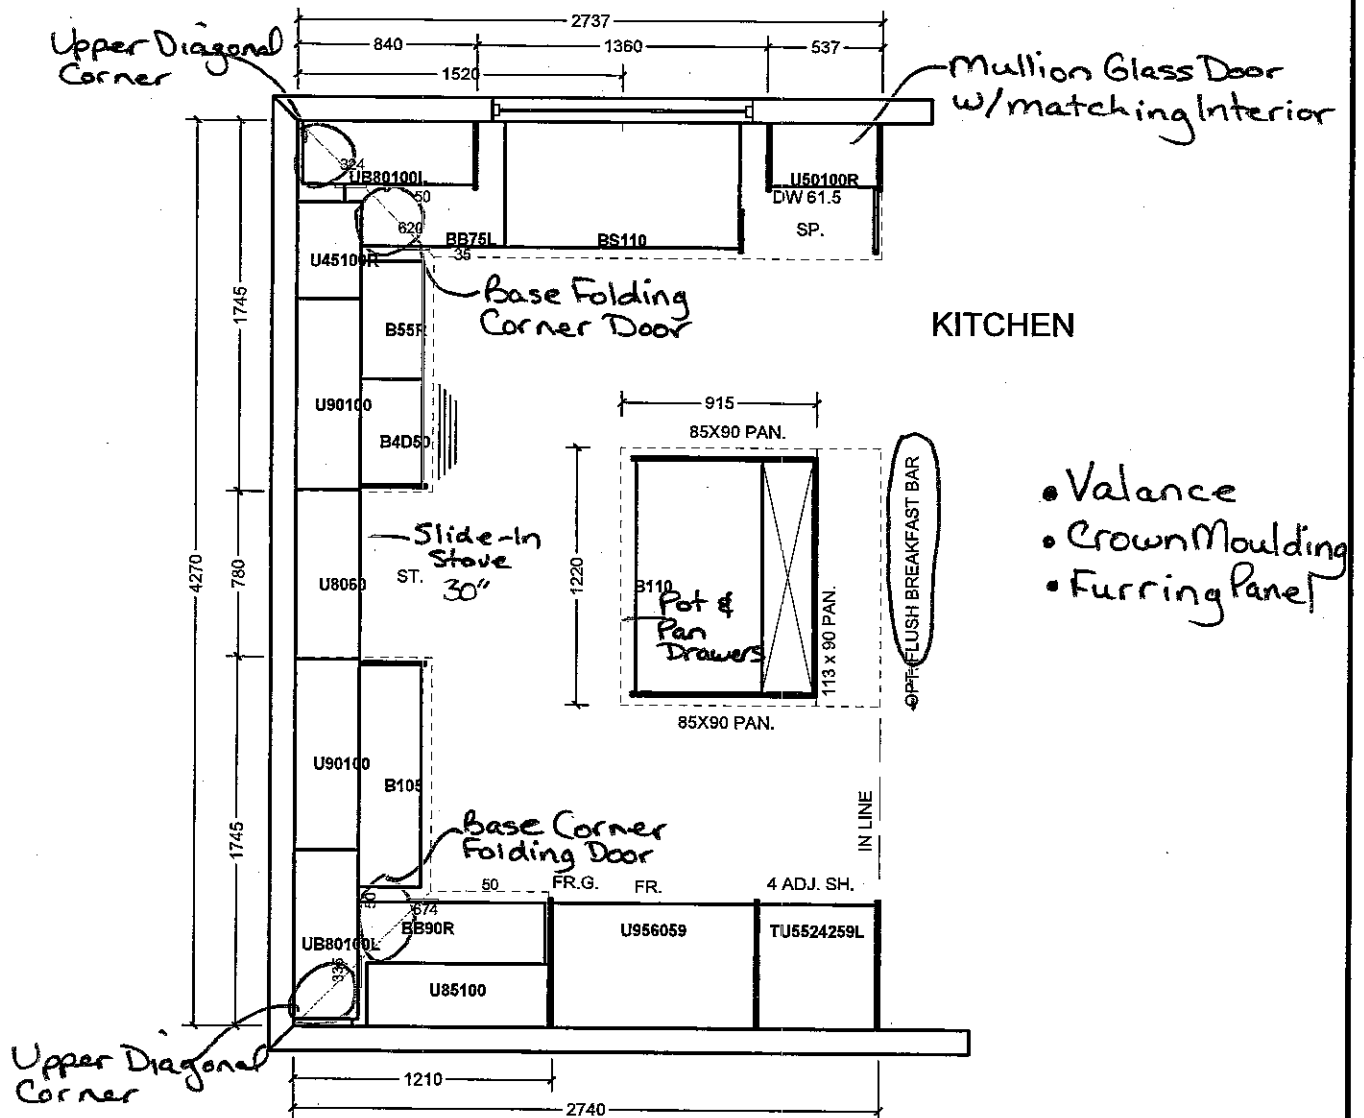 2737
840
1360
537
1520
Upper Diagonal
Corner
Mullion Glass Door
w/matching Interior
324
UB80100L
50
620
BB75L
35
BS110
U50100R
DW 61.5
SP.
U45100R
Base Folding
Corner Door
B55R
KITCHEN
1745
U90100
B4D50
915
85X90 PAN.
4270
780
U8060
Slide-In
Stove
30"
ST.
1220
B110
Pot &
Pan
Drawers
113 x 90 PAN.
OPT. FLUSH BREAKFAST BAR
• Valance
• Crown Moulding
• Furring Panel
85X90 PAN.
1745
U90100
B105
Base Corner
Folding Door
IN LINE
50
FR.G.
FR.
4 ADJ. SH.
50
674
BB90R
U956059
TU5524259L
UB80100L
335
U85100
Upper Diagonal
Corner
1210
2740